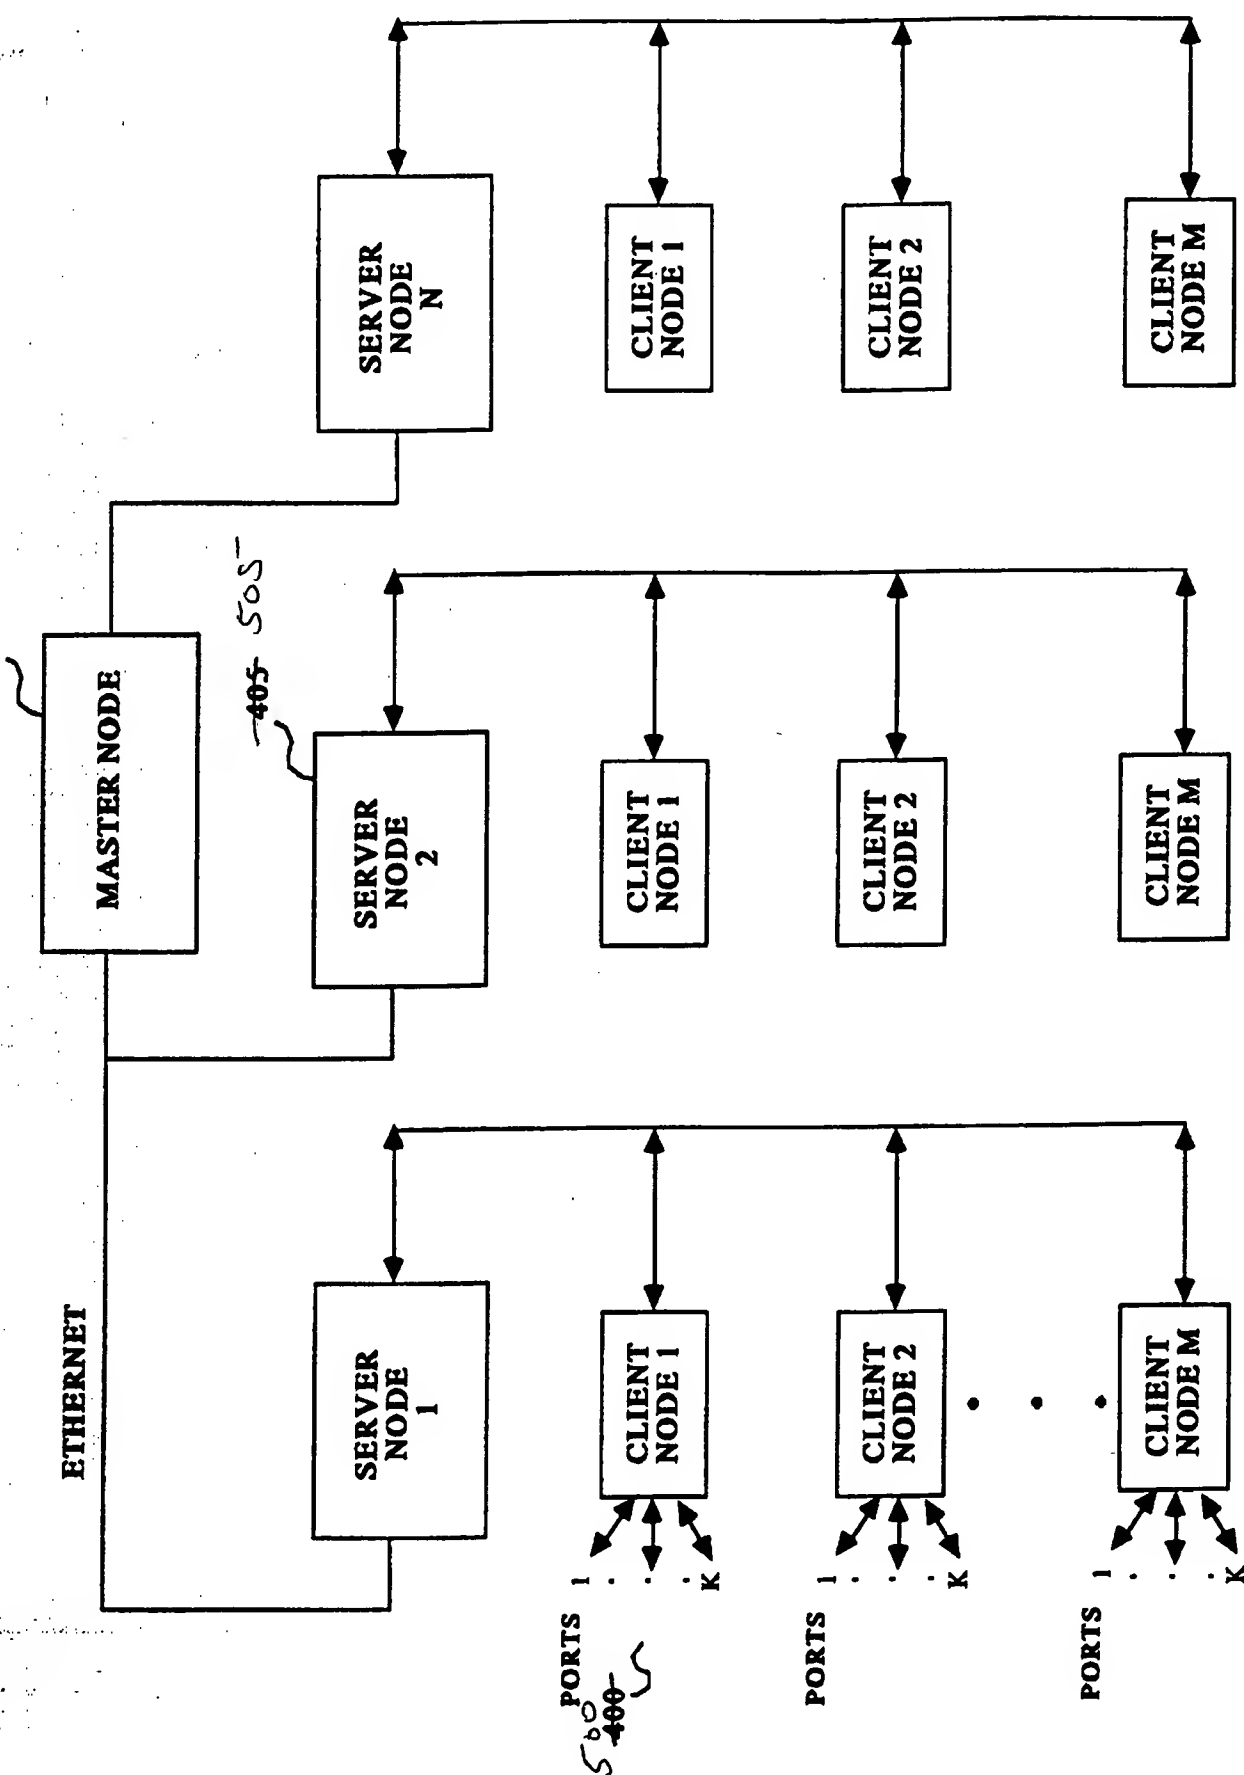 ETHERNET
MASTER NODE
405 505
SERVER
NODE
1
SERVER
NODE
2
SERVER
NODE
N
PORTS
1
K
500
400
CLIENT
NODE 1
CLIENT
NODE 1
CLIENT
NODE 1
PORTS
1
K
CLIENT
NODE 2
CLIENT
NODE 2
CLIENT
NODE 2
PORTS
1
K
CLIENT
NODE M
CLIENT
NODE M
CLIENT
NODE M